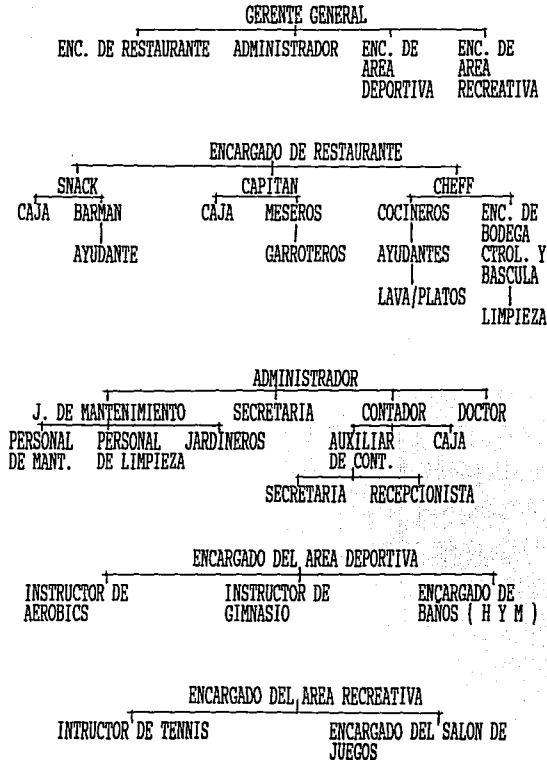 GERENTE GENERAL
ENC. DE RESTAURANTE ADMINISTRADOR ENC. DE ENC. DE
AREA AREA
DEPORTIVA RECREATIVA
ENCARGADO DE RESTAURANTE
SNACK CAPITAN CHEFF
CAJA BARMAN CAJA MESEROS COCINEROS ENC. DE
BODEGA
AYUDANTE GARROTEROS AYUDANTES CTROL. Y
BASCULA
LAVA/PLATOS
LIMPIEZA
ADMINISTRADOR
J. DE MANTENIMIENTO SECRETARIA CONTADOR DOCTOR
PERSONAL PERSONAL JARDINEROS AUXILIAR CAJA
DE MANT. DE LIMPIEZA DE CONT.
SECRETARIA RECEPCIONISTA
ENCARGADO DEL AREA DEPORTIVA
INSTRUCTOR DE INSTRUCTOR DE ENCARGADO DE
AEROBICS GIMNASIO BAÑOS ( H Y M )
ENCARGADO DEL AREA RECREATIVA
INTRUCTOR DE TENNIS ENCARGADO DEL SALON DE
JUEGOS